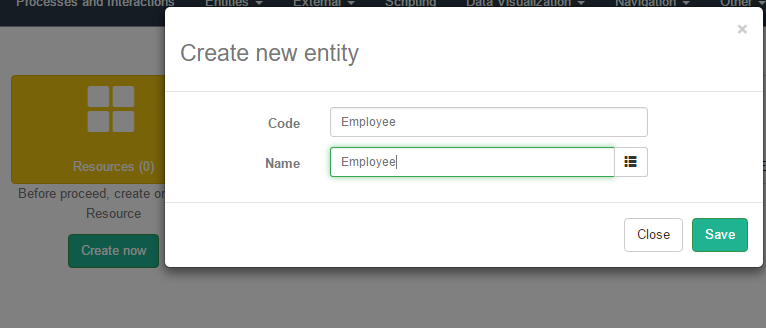 Processes and Interactions Entities External Scripting Data Visualization Navigation Other
×
Create new entity
Code Employee
Name Employee
Resources (0)
Before proceed, create or
Resource
Create now
Close Save